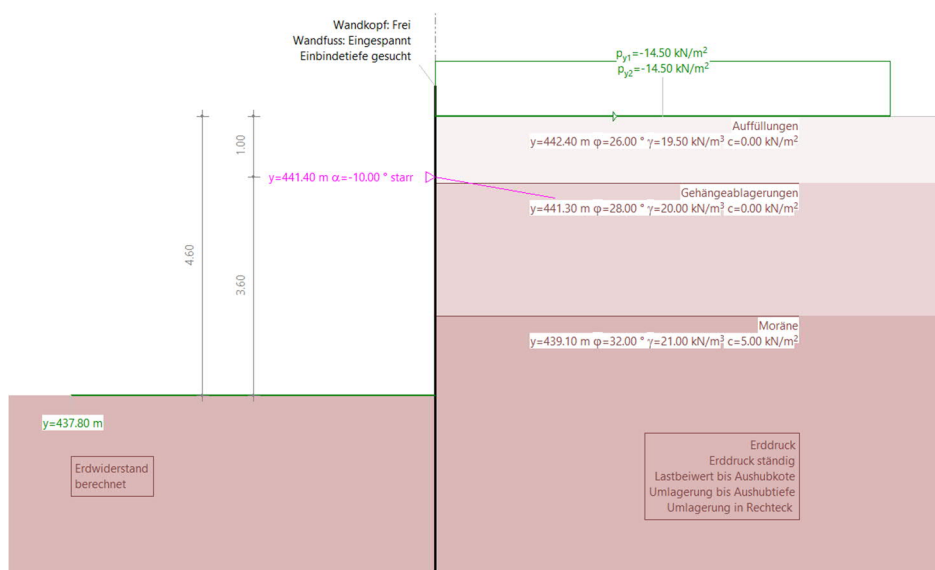 Wandkopf: Frei
Wandfuss: Eingespannt
Einbindetiefe gesucht
py1=-14.50 kN/m²
py2=-14.50 kN/m²
Auffüllungen
y=442.40 m φ=26.00 ° γ=19.50 kN/m³ c=0.00 kN/m²
1.00
y=441.40 m α=-10.00 ° starr
Gehängeablagerungen
y=441.30 m φ=28.00 ° γ=20.00 kN/m³ c=0.00 kN/m²
4.60
3.60
Moräne
y=439.10 m φ=32.00 ° γ=21.00 kN/m³ c=5.00 kN/m²
y=437.80 m
Erdwiderstand
berechnet
Erddruck
Erddruck ständig
Lastbeiwert bis Aushubkote
Umlagerung bis Aushubtiefe
Umlagerung in Rechteck